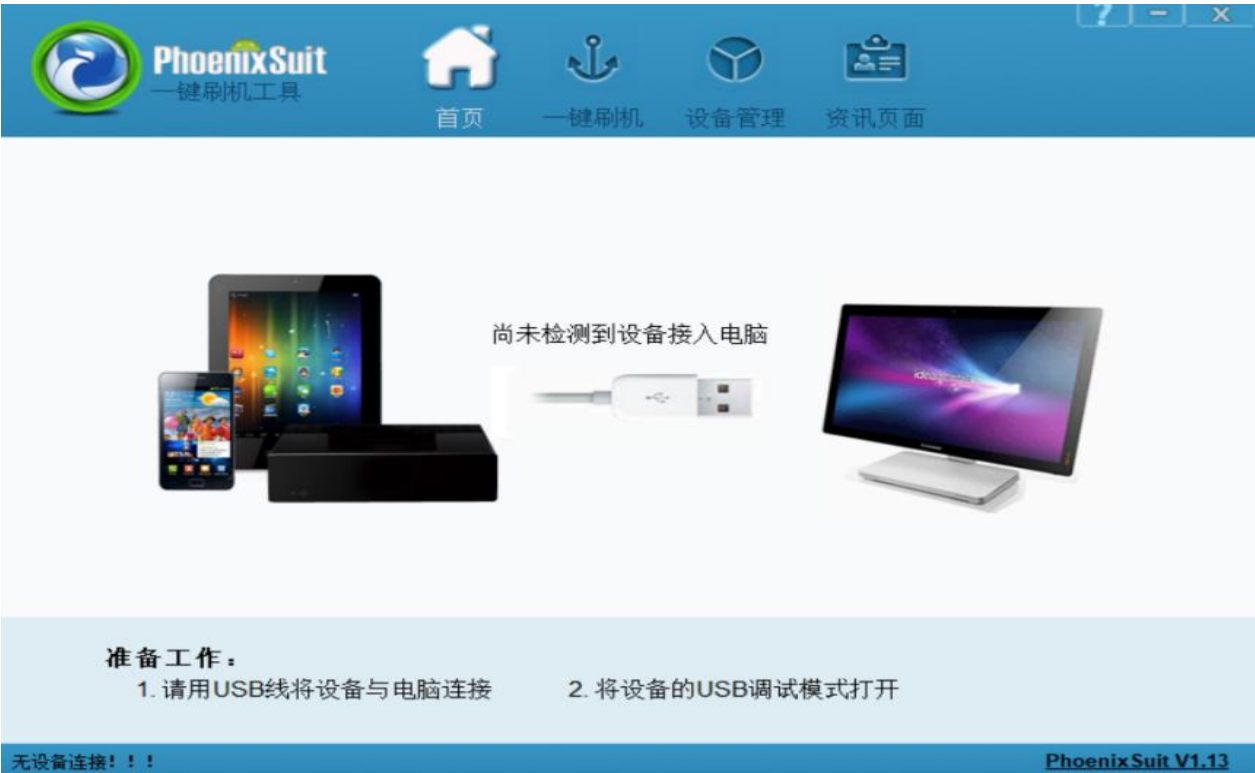 PhoenixSuit
一键刷机工具
首页
一键刷机
设备管理
资讯页面
尚未检测到设备接入电脑
准备工作：
1. 请用USB线将设备与电脑连接
2. 将设备的USB调试模式打开
无设备连接！！！
PhoenixSuit V1.13